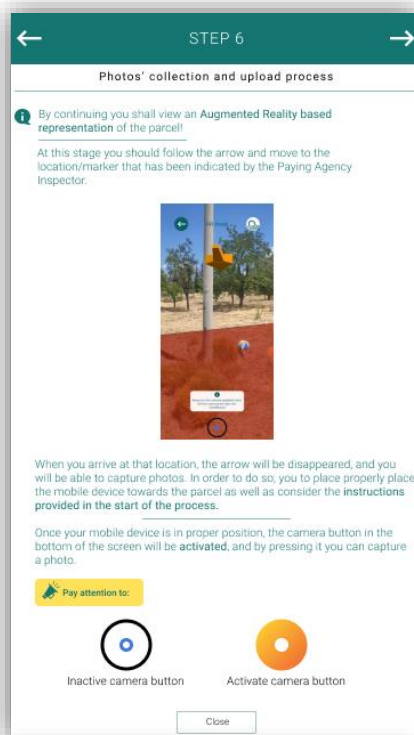 STEP 6
Photos' collection and upload process
By continuing you shall view an Augmented Reality based
representation of the parcel!
At this stage you should follow the arrow and move to the
location/marker that has been indicated by the Paying Agency
Inspector.
When you arrive at that location, the arrow will be disappeared, and you
will be able to capture photos. In order to do so, you to place properly place
the mobile device towards the parcel as well as consider the instructions
provided in the start of the process.
Once your mobile device is in proper position, the camera button in the
bottom of the screen will be activated, and by pressing it you can capture
a photo.
Pay attention to:
Inactive camera button
Activate camera button
Close